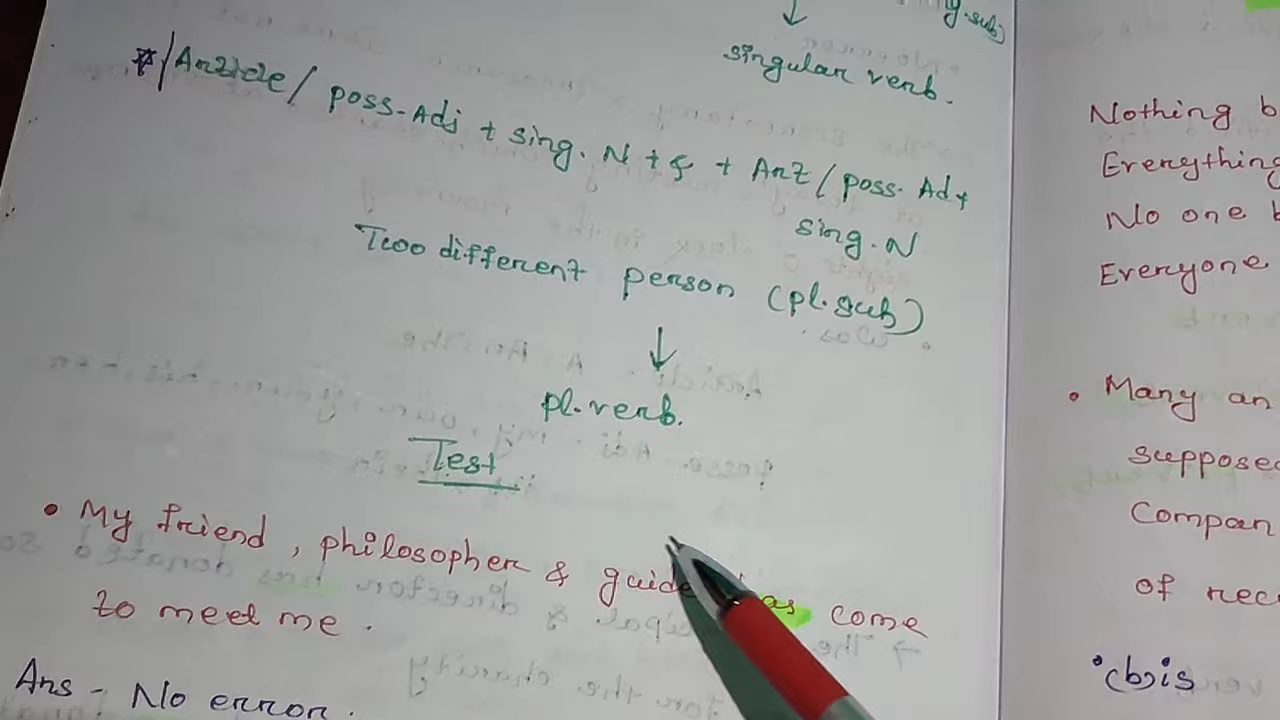 singular verb.
*/Article/ poss-Adj + sing. N + & + Art/poss. Adj +
sing. N
Two different person (pl.sub).
↓
pl.verb.
Test
• My friend, philosopher & guide as come
to meet me.
Ans - No error.
Nothing b
Everything
No one b
Everyone
• Many an
supposed
Compan
of rec